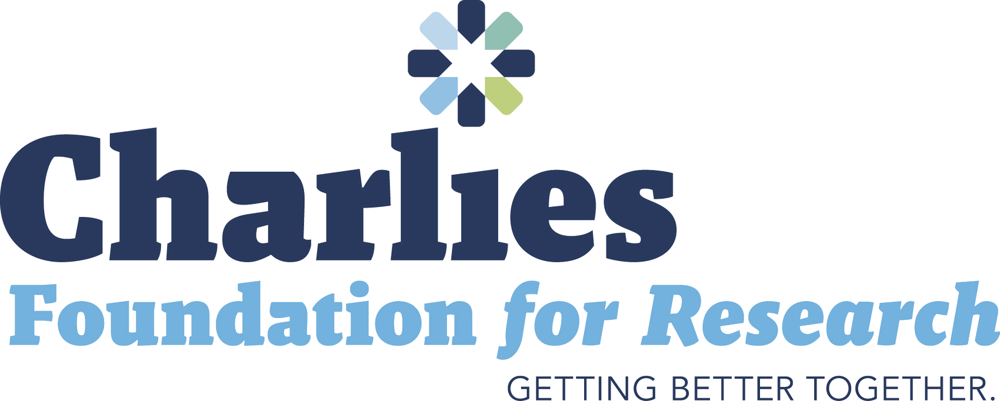 Charlies
Foundation for Research
GETTING BETTER TOGETHER.